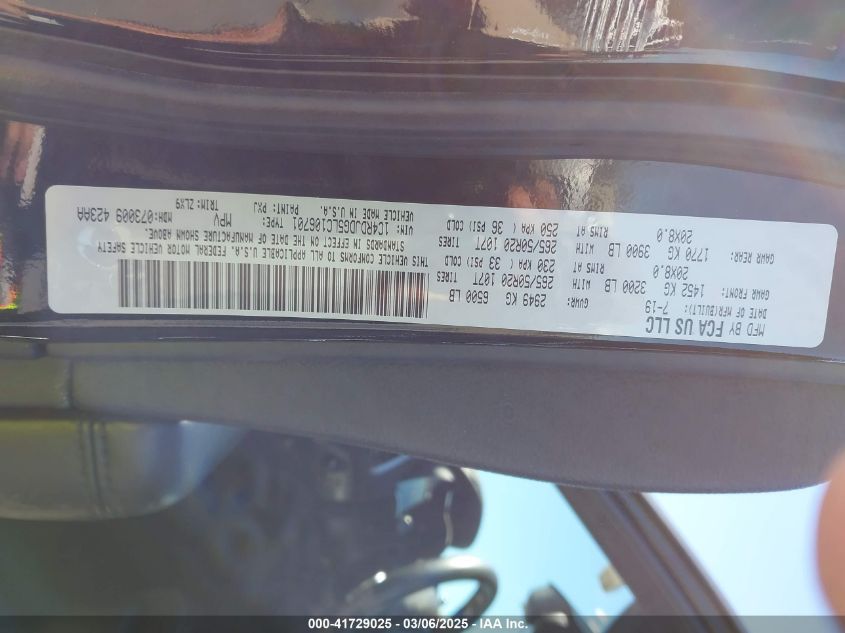 MFD BY FCA US LLC
DATE OF MFR(BUILT): 7-19 GVWR: 2949 KG 6500 LB
GAWR FRONT: 1452 KG 3200 LB WITH 265/50R20 107T TIRES
20X8.0 RIMS AT 230 KPA ( 33 PSI) COLD
GAWR REAR: 1770 KG 3900 LB WITH 265/50R20 107T TIRES
20X8.0 RIMS AT 250 KPA ( 36 PSI) COLD
THIS VEHICLE CONFORMS TO ALL APPLICABLE U.S.A. FEDERAL MOTOR VEHICLE SAFETY
STANDARDS IN EFFECT ON THE DATE OF MANUFACTURE SHOWN ABOVE.
VIN: 1C4RDJDG5LC106701 TYPE: MPV MDH:073009 423AA
VEHICLE MADE IN U.S.A. PAINT: PXJ TRIM: ZLX9
000-41729025 - 03/06/2025 - IAA Inc.